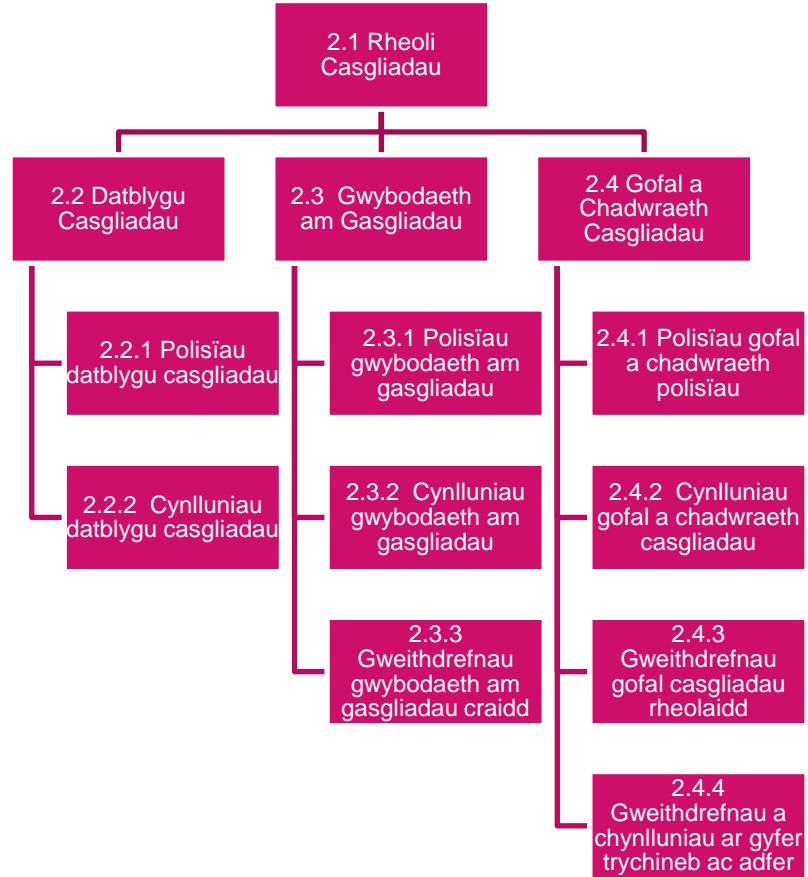 2.1 Rheoli
Casgliadau
2.2 Datblygu
Casgliadau
2.3 Gwybodaeth
am Gasgliadau
2.4 Gofal a
Chadwraeth
Casgliadau
2.2.1 Polisïau
datblygu casgliadau
2.3.1 Polisïau
gwybodaeth am
gasgliadau
2.4.1 Polisïau gofal
a chadwraeth
polisïau
2.2.2 Cynlluniau
datblygu casgliadau
2.3.2 Cynlluniau
gwybodaeth am
gasgliadau
2.4.2 Cynlluniau
gofal a chadwraeth
casgliadau
2.3.3
Gweithdrefnau
gwybodaeth am
gasgliadau craidd
2.4.3
Gweithdrefnau
gofal casgliadau
rheolaidd
2.4.4
Gweithdrefnau a
chynlluniau ar gyfer
trychineb ac adfer